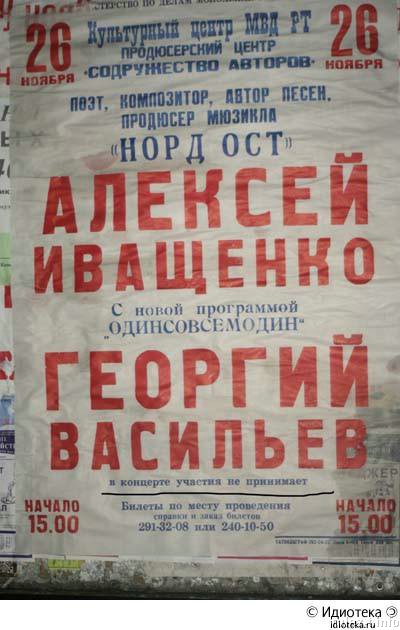 26 Культурный центр МВД РТ 26
НОЯБРЯ ПРОДЮСЕРСКИЙ ЦЕНТР НОЯБРЯ
"СОДРУЖЕСТВО АВТОРОВ"
ПОЭТ, КОМПОЗИТОР, АВТОР ПЕСЕН,
ПРОДЮСЕР МЮЗИКЛА
«НОРД ОСТ»
АЛЕКСЕЙ
ИВАЩЕНКО
С новой программой
"ОДИНСОВСЕМОДИН"
ГЕОРГИЙ
ВАСИЛЬЕВ
в концерте участия не принимает
НАЧАЛО Билеты по месту проведения НАЧАЛО
15.00 справки и заказ билетов 15.00
291-32-08 или 240-10-50
© Идиотека
idioteka.ru